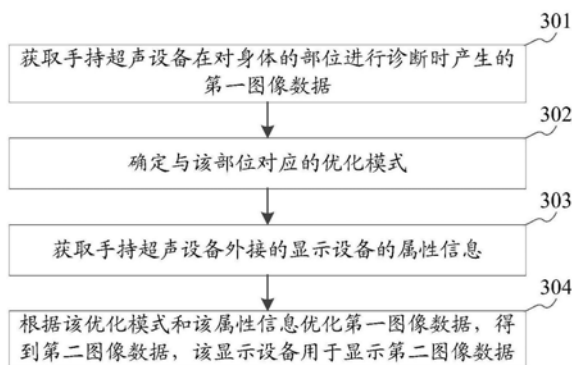 301
获取手持超声设备在对身体的部位进行诊断时产生的
第一图像数据
302
确定与该部位对应的优化模式
303
获取手持超声设备外接的显示设备的属性信息
304
根据该优化模式和该属性信息优化第一图像数据，得
到第二图像数据，该显示设备用于显示第二图像数据